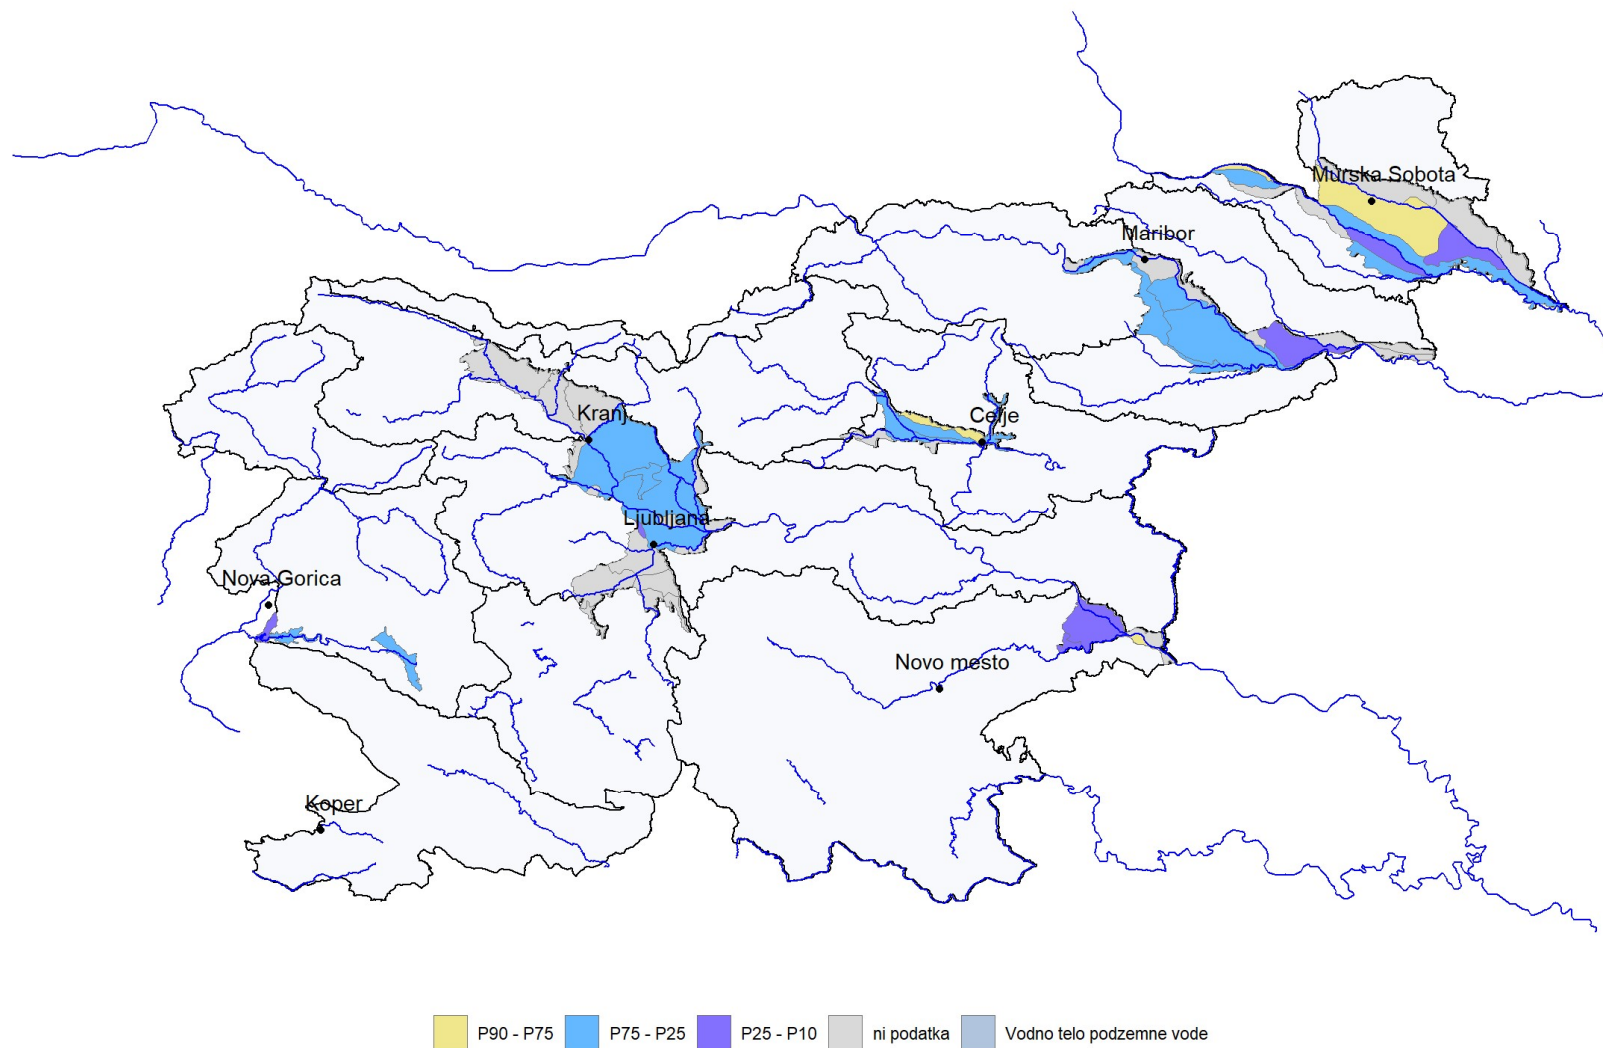 Murska Sobota
Maribor
Kranj
Celje
Ljubljana
Nova Gorica
Novo mesto
Koper
P90 - P75 P75 - P25 P25 - P10 ni podatka Vodno telo podzemne vode